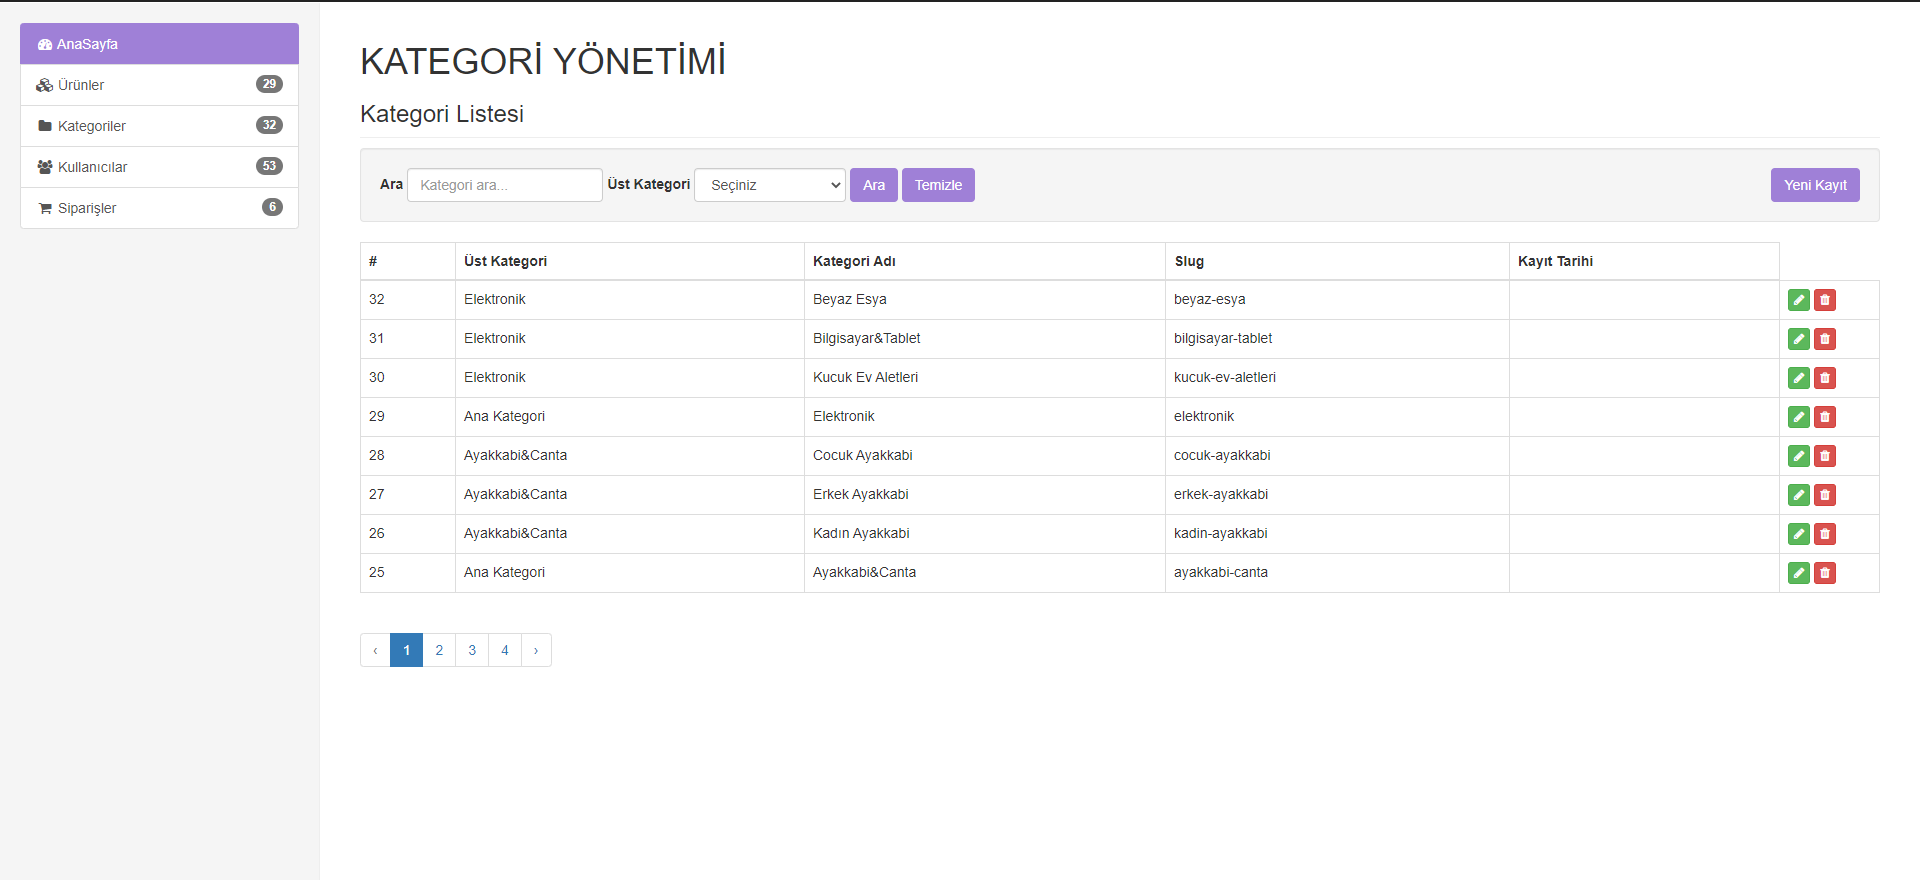 AnaSayfa
Ürünler 29
Kategoriler 32
Kullanıcılar 53
Siparişler 6
KATEGORİ YÖNETİMİ
Kategori Listesi
Ara Kategori ara... Üst Kategori Seçiniz Ara Temizle Yeni Kayıt
# Üst Kategori Kategori Adı Slug Kayıt Tarihi
32 Elektronik Beyaz Esya beyaz-esya
31 Elektronik Bilgisayar&Tablet bilgisayar-tablet
30 Elektronik Kucuk Ev Aletleri kucuk-ev-aletleri
29 Ana Kategori Elektronik elektronik
28 Ayakkabi&Canta Cocuk Ayakkabi cocuk-ayakkabi
27 Ayakkabi&Canta Erkek Ayakkabi erkek-ayakkabi
26 Ayakkabi&Canta Kadın Ayakkabi kadin-ayakkabi
25 Ana Kategori Ayakkabi&Canta ayakkabi-canta
‹ 1 2 3 4 ›